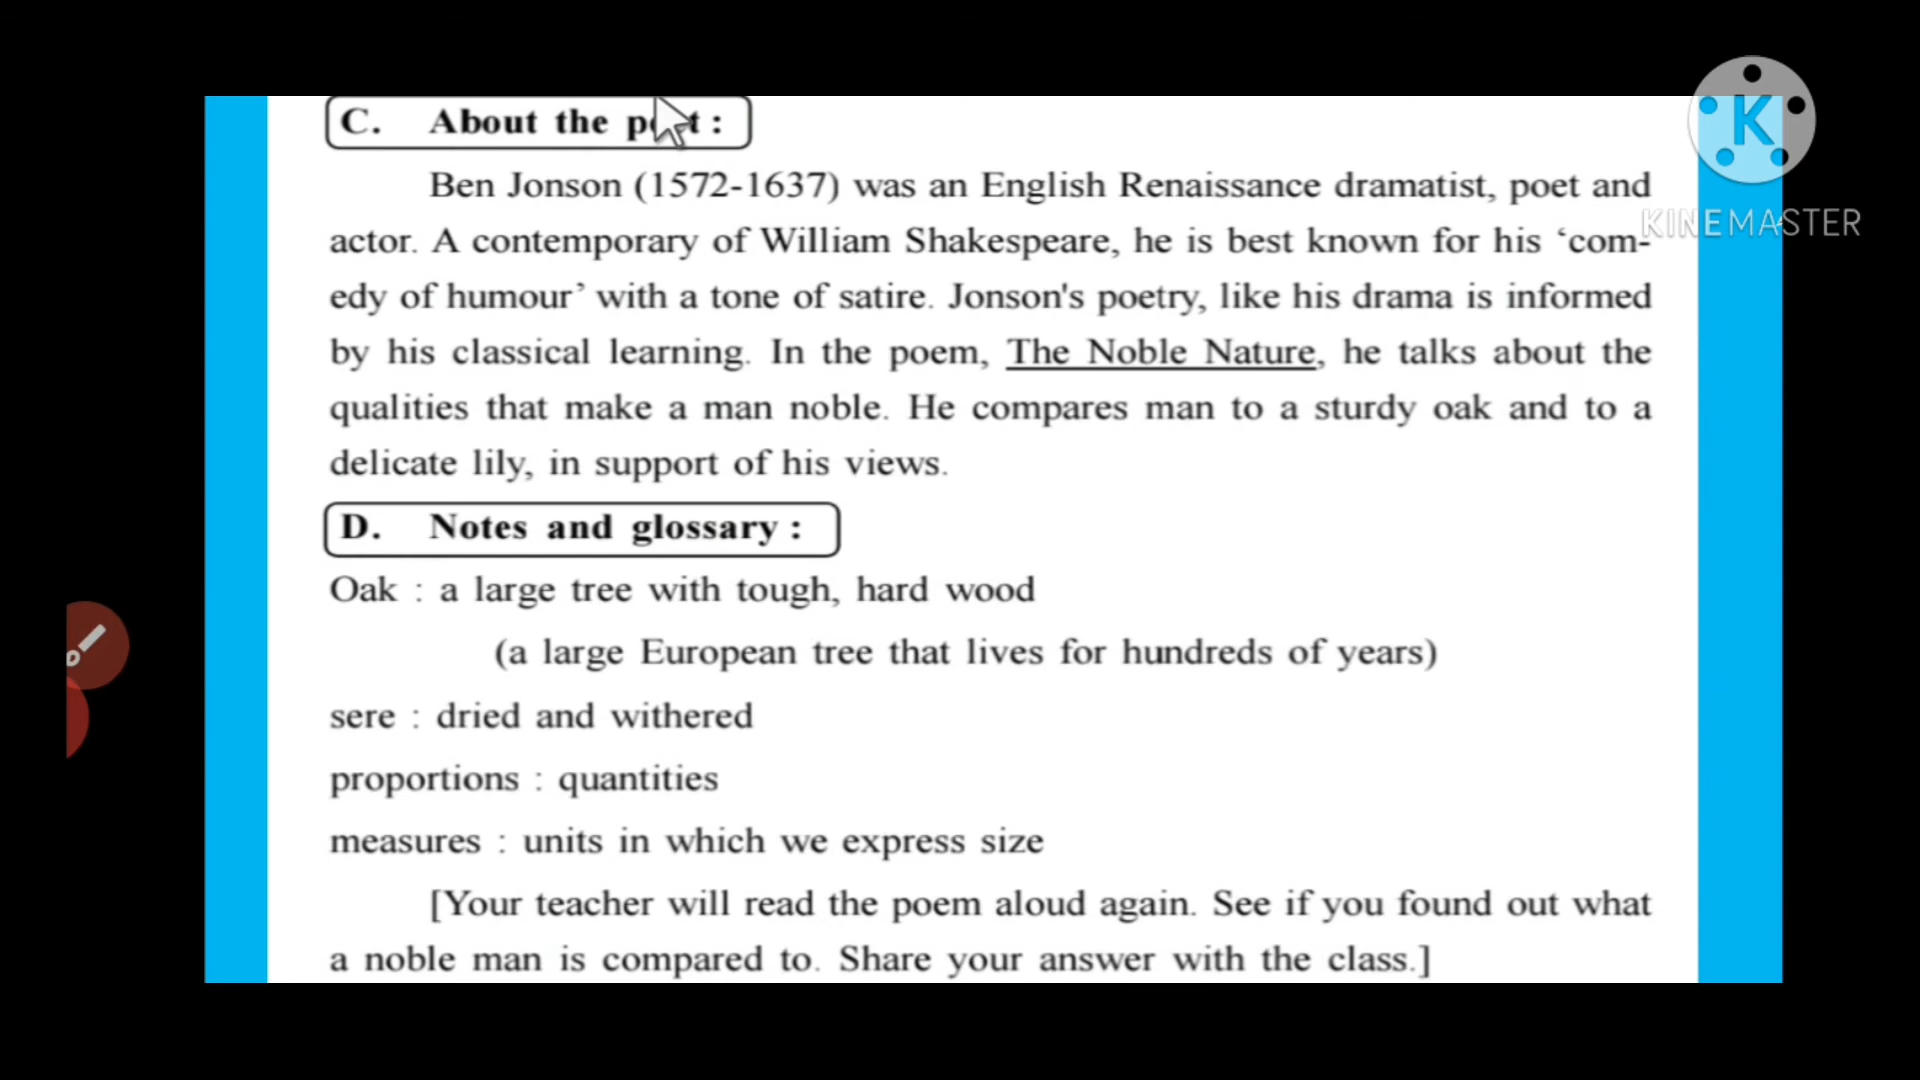 C. About the poet :
Ben Jonson (1572-1637) was an English Renaissance dramatist, poet and
actor. A contemporary of William Shakespeare, he is best known for his ‘com-
edy of humour’ with a tone of satire. Jonson's poetry, like his drama is informed
by his classical learning. In the poem, The Noble Nature, he talks about the
qualities that make a man noble. He compares man to a sturdy oak and to a
delicate lily, in support of his views.
D. Notes and glossary :
Oak : a large tree with tough, hard wood
(a large European tree that lives for hundreds of years)
sere : dried and withered
proportions : quantities
measures : units in which we express size
[Your teacher will read the poem aloud again. See if you found out what
a noble man is compared to. Share your answer with the class.]
K
KINEMASTER